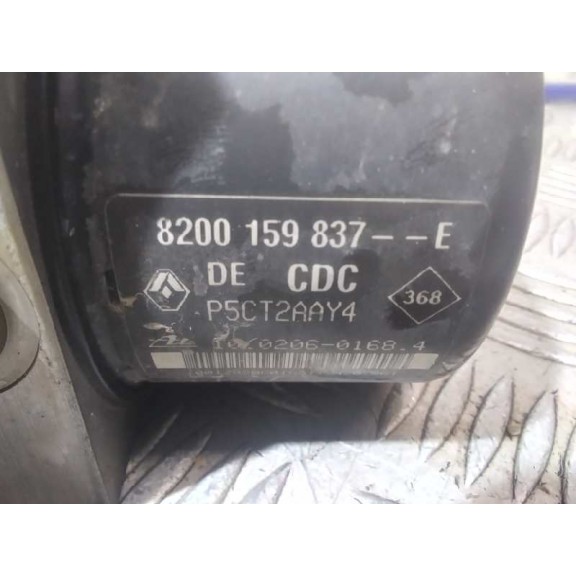 8200 159 837--E
DE CDC
368
P5CT2AAY4
10.0206-0168.4